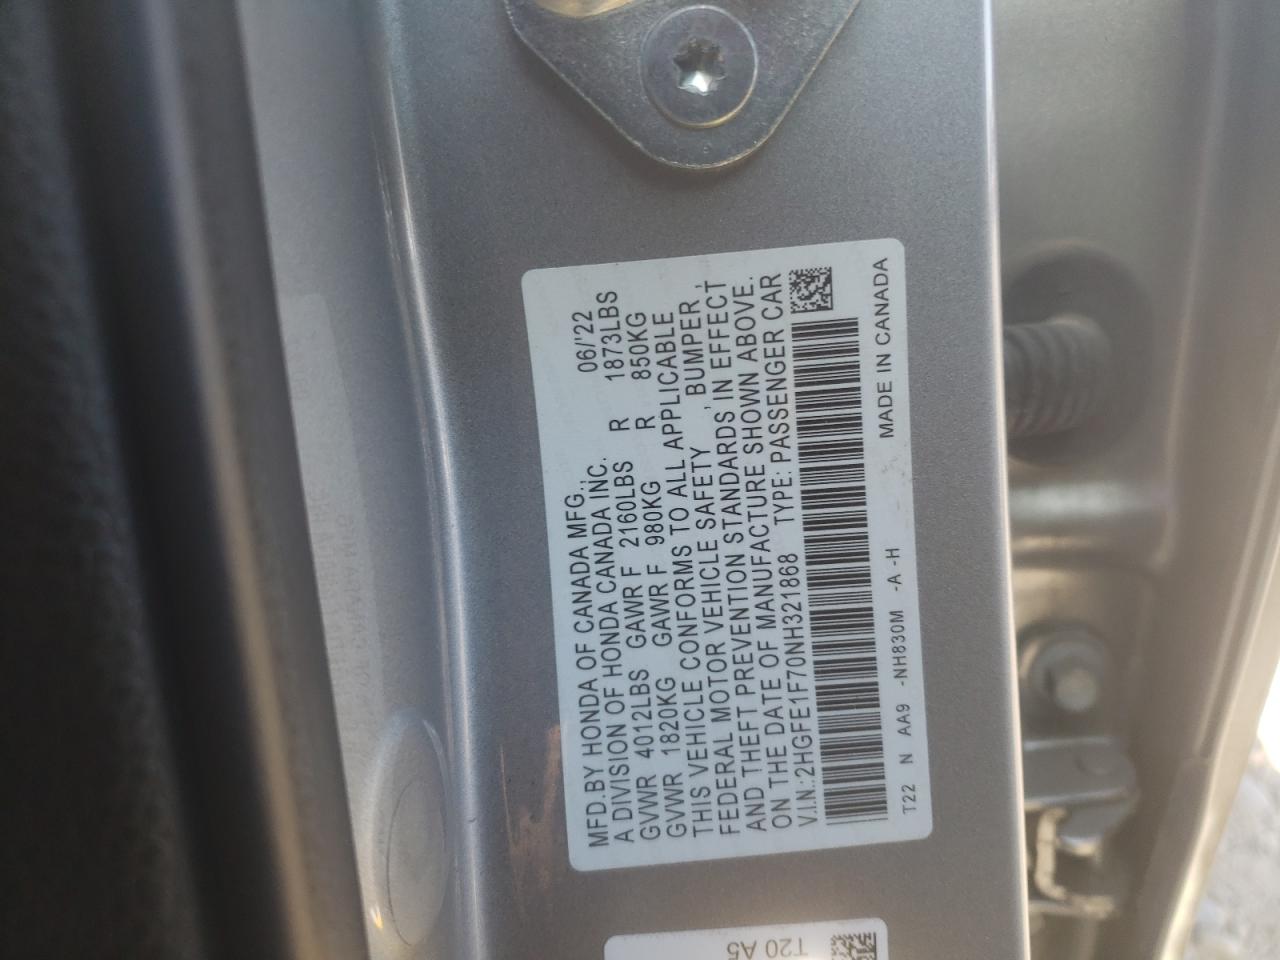 MFD.BY HONDA OF CANADA MFG., 06/'22
A DIVISION OF HONDA CANADA INC.
GVWR 4012LBS GAWR F 2160LBS R 1873LBS
GVWR 1820KG GAWR F 980KG R 850KG
THIS VEHICLE CONFORMS TO ALL APPLICABLE
FEDERAL MOTOR VEHICLE SAFETY, BUMPER,
AND THEFT PREVENTION STANDARDS, IN EFFECT
ON THE DATE OF MANUFACTURE SHOWN ABOVE.
V.I.N.:2HGFE1F70NH321868 TYPE: PASSENGER CAR
T22 N AA9 -NH830M -A -H MADE IN CANADA
T20 A5